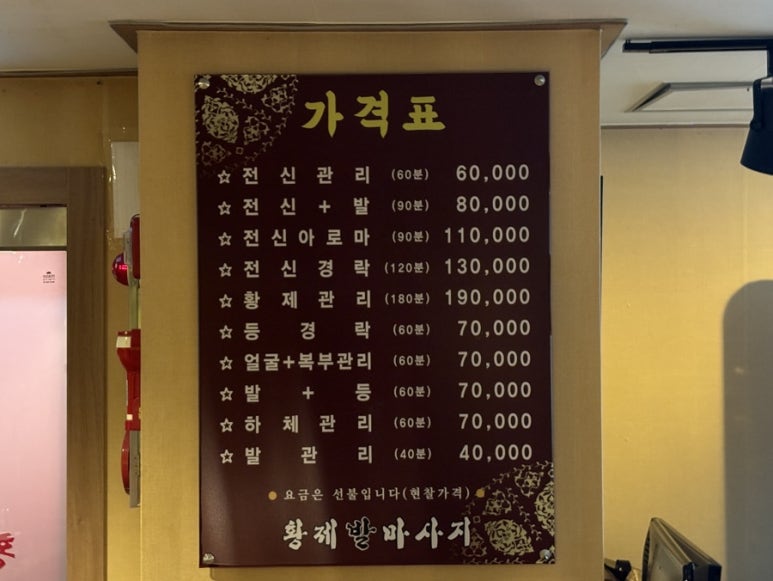 가격표
☆ 전신관리 (60분) 60,000
☆ 전신+발 (90분) 80,000
☆ 전신아로마 (90분) 110,000
☆ 전신경락 (120분) 130,000
☆ 황제관리 (180분) 190,000
☆ 등경락 (60분) 70,000
☆ 얼굴+복부관리 (60분) 70,000
☆ 발+등 (60분) 70,000
☆ 하체관리 (60분) 70,000
☆ 발관리 (40분) 40,000
● 요금은 선불입니다(현찰가격) ●
황제발마사지